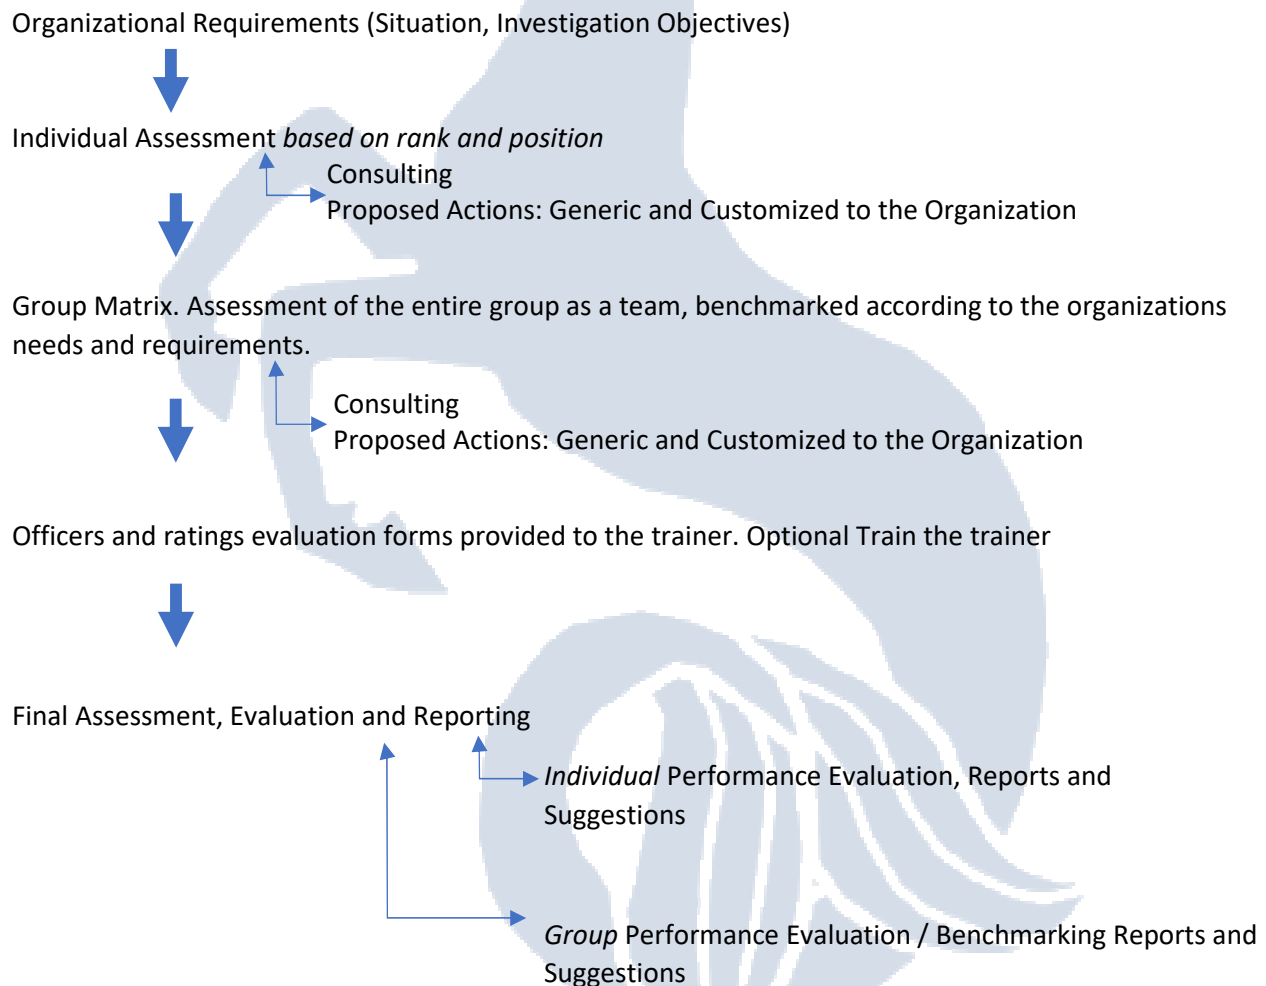 Organizational Requirements (Situation, Investigation Objectives)
Individual Assessment based on rank and position
Consulting
Proposed Actions: Generic and Customized to the Organization
Group Matrix. Assessment of the entire group as a team, benchmarked according to the organizations
needs and requirements.
Consulting
Proposed Actions: Generic and Customized to the Organization
Officers and ratings evaluation forms provided to the trainer. Optional Train the trainer
Final Assessment, Evaluation and Reporting
Individual Performance Evaluation, Reports and
Suggestions
Group Performance Evaluation / Benchmarking Reports and
Suggestions